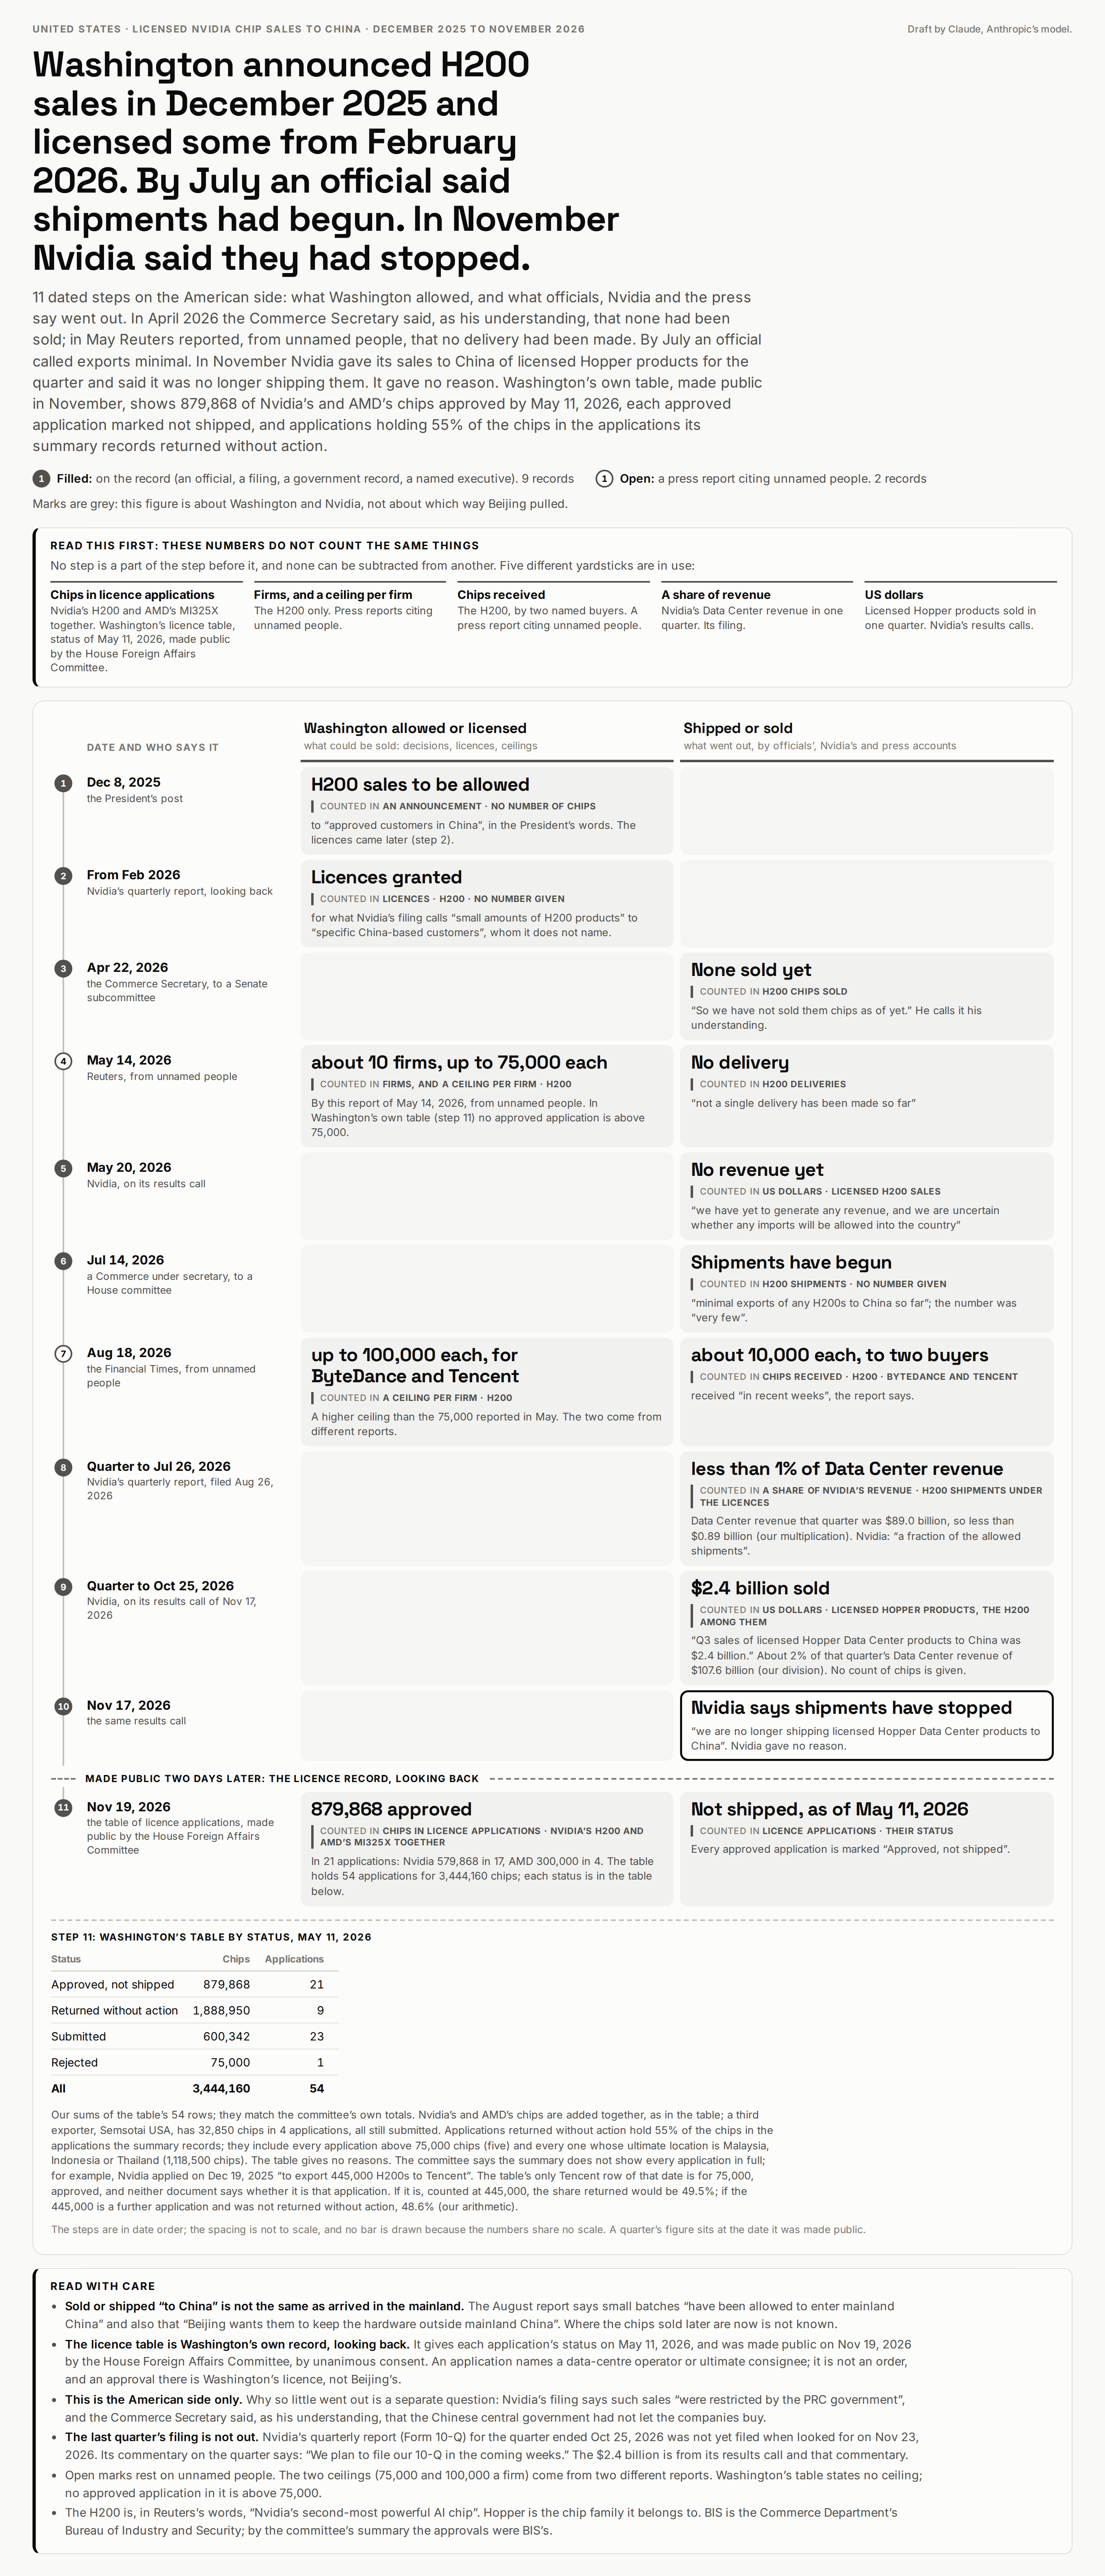 UNITED STATES · LICENSED NVIDIA CHIP SALES TO CHINA · DECEMBER 2025 TO NOVEMBER 2026
Draft by Claude, Anthropic’s model.
Washington announced H200
sales in December 2025 and
licensed some from February
2026. By July an official said
shipments had begun. In November
Nvidia said they had stopped.
11 dated steps on the American side: what Washington allowed, and what officials, Nvidia and the press
say went out. In April 2026 the Commerce Secretary said, as his understanding, that none had been
sold; in May Reuters reported, from unnamed people, that no delivery had been made. By July an official
called exports minimal. In November Nvidia gave its sales to China of licensed Hopper products for the
quarter and said it was no longer shipping them. It gave no reason. Washington’s own table, made public
in November, shows 879,868 of Nvidia’s and AMD’s chips approved by May 11, 2026, each approved
application marked not shipped, and applications holding 55% of the chips in the applications its
summary records returned without action.
1 Filled: on the record (an official, a filing, a government record, a named executive). 9 records
1 Open: a press report citing unnamed people. 2 records
Marks are grey: this figure is about Washington and Nvidia, not about which way Beijing pulled.
READ THIS FIRST: THESE NUMBERS DO NOT COUNT THE SAME THINGS
No step is a part of the step before it, and none can be subtracted from another. Five different yardsticks are in use:
Chips in licence applications
Nvidia’s H200 and AMD’s MI325X
together. Washington’s licence table,
status of May 11, 2026, made public
by the House Foreign Affairs
Committee.
Firms, and a ceiling per firm
The H200 only. Press reports citing
unnamed people.
Chips received
The H200, by two named buyers. A
press report citing unnamed people.
A share of revenue
Nvidia’s Data Center revenue in one
quarter. Its filing.
US dollars
Licensed Hopper products sold in
one quarter. Nvidia’s results calls.
DATE AND WHO SAYS IT
Washington allowed or licensed
what could be sold: decisions, licences, ceilings
Shipped or sold
what went out, by officials’, Nvidia’s and press accounts
1
Dec 8, 2025
the President’s post
H200 sales to be allowed
COUNTED IN AN ANNOUNCEMENT · NO NUMBER OF CHIPS
to “approved customers in China”, in the President’s words. The
licences came later (step 2).
2
From Feb 2026
Nvidia’s quarterly report, looking back
Licences granted
COUNTED IN LICENCES · H200 · NO NUMBER GIVEN
for what Nvidia’s filing calls “small amounts of H200 products” to
“specific China-based customers”, whom it does not name.
3
Apr 22, 2026
the Commerce Secretary, to a Senate
subcommittee
None sold yet
COUNTED IN H200 CHIPS SOLD
“So we have not sold them chips as of yet.” He calls it his
understanding.
4
May 14, 2026
Reuters, from unnamed people
about 10 firms, up to 75,000 each
COUNTED IN FIRMS, AND A CEILING PER FIRM · H200
By this report of May 14, 2026, from unnamed people. In
Washington’s own table (step 11) no approved application is above
75,000.
No delivery
COUNTED IN H200 DELIVERIES
“not a single delivery has been made so far”
5
May 20, 2026
Nvidia, on its results call
No revenue yet
COUNTED IN US DOLLARS · LICENSED H200 SALES
“we have yet to generate any revenue, and we are uncertain
whether any imports will be allowed into the country”
6
Jul 14, 2026
a Commerce under secretary, to a
House committee
Shipments have begun
COUNTED IN H200 SHIPMENTS · NO NUMBER GIVEN
“minimal exports of any H200s to China so far”; the number was
“very few”.
7
Aug 18, 2026
the Financial Times, from unnamed
people
up to 100,000 each, for
ByteDance and Tencent
COUNTED IN A CEILING PER FIRM · H200
A higher ceiling than the 75,000 reported in May. The two come from
different reports.
about 10,000 each, to two buyers
COUNTED IN CHIPS RECEIVED · H200 · BYTEDANCE AND TENCENT
received “in recent weeks”, the report says.
8
Quarter to Jul 26, 2026
Nvidia’s quarterly report, filed Aug 26,
2026
less than 1% of Data Center revenue
COUNTED IN A SHARE OF NVIDIA’S REVENUE · H200 SHIPMENTS UNDER
THE LICENCES
Data Center revenue that quarter was $89.0 billion, so less than
$0.89 billion (our multiplication). Nvidia: “a fraction of the allowed
shipments”.
9
Quarter to Oct 25, 2026
Nvidia, on its results call of Nov 17,
2026
$2.4 billion sold
COUNTED IN US DOLLARS · LICENSED HOPPER PRODUCTS, THE H200
AMONG THEM
“Q3 sales of licensed Hopper Data Center products to China was
$2.4 billion.” About 2% of that quarter’s Data Center revenue of
$107.6 billion (our division). No count of chips is given.
10
Nov 17, 2026
the same results call
Nvidia says shipments have stopped
“we are no longer shipping licensed Hopper Data Center products to
China”. Nvidia gave no reason.
MADE PUBLIC TWO DAYS LATER: THE LICENCE RECORD, LOOKING BACK
11
Nov 19, 2026
the table of licence applications, made
public by the House Foreign Affairs
Committee
879,868 approved
COUNTED IN CHIPS IN LICENCE APPLICATIONS · NVIDIA’S H200 AND
AMD’S MI325X TOGETHER
In 21 applications: Nvidia 579,868 in 17, AMD 300,000 in 4. The table
holds 54 applications for 3,444,160 chips; each status is in the table
below.
Not shipped, as of May 11, 2026
COUNTED IN LICENCE APPLICATIONS · THEIR STATUS
Every approved application is marked “Approved, not shipped”.
STEP 11: WASHINGTON’S TABLE BY STATUS, MAY 11, 2026
Status Chips Applications
Approved, not shipped 879,868 21
Returned without action 1,888,950 9
Submitted 600,342 23
Rejected 75,000 1
All 3,444,160 54
Our sums of the table’s 54 rows; they match the committee’s own totals. Nvidia’s and AMD’s chips are added together, as in the table; a third
exporter, Semsotai USA, has 32,850 chips in 4 applications, all still submitted. Applications returned without action hold 55% of the chips in the
applications the summary records; they include every application above 75,000 chips (five) and every one whose ultimate location is Malaysia,
Indonesia or Thailand (1,118,500 chips). The table gives no reasons. The committee says the summary does not show every application in full;
for example, Nvidia applied on Dec 19, 2025 “to export 445,000 H200s to Tencent”. The table’s only Tencent row of that date is for 75,000,
approved, and neither document says whether it is that application. If it is, counted at 445,000, the share returned would be 49.5%; if the
445,000 is a further application and was not returned without action, 48.6% (our arithmetic).
The steps are in date order; the spacing is not to scale, and no bar is drawn because the numbers share no scale. A quarter’s figure sits at the date it was made public.
READ WITH CARE
• Sold or shipped “to China” is not the same as arrived in the mainland. The August report says small batches “have been allowed to enter mainland
China” and also that “Beijing wants them to keep the hardware outside mainland China”. Where the chips sold later are now is not known.
• The licence table is Washington’s own record, looking back. It gives each application’s status on May 11, 2026, and was made public on Nov 19, 2026
by the House Foreign Affairs Committee, by unanimous consent. An application names a data-centre operator or ultimate consignee; it is not an order,
and an approval there is Washington’s licence, not Beijing’s.
• This is the American side only. Why so little went out is a separate question: Nvidia’s filing says such sales “were restricted by the PRC government”,
and the Commerce Secretary said, as his understanding, that the Chinese central government had not let the companies buy.
• The last quarter’s filing is not out. Nvidia’s quarterly report (Form 10-Q) for the quarter ended Oct 25, 2026 was not yet filed when looked for on Nov 23,
2026. Its commentary on the quarter says: “We plan to file our 10-Q in the coming weeks.” The $2.4 billion is from its results call and that commentary.
• Open marks rest on unnamed people. The two ceilings (75,000 and 100,000 a firm) come from two different reports. Washington’s table states no ceiling;
no approved application in it is above 75,000.
• The H200 is, in Reuters’s words, “Nvidia’s second-most powerful AI chip”. Hopper is the chip family it belongs to. BIS is the Commerce Department’s
Bureau of Industry and Security; by the committee’s summary the approvals were BIS’s.